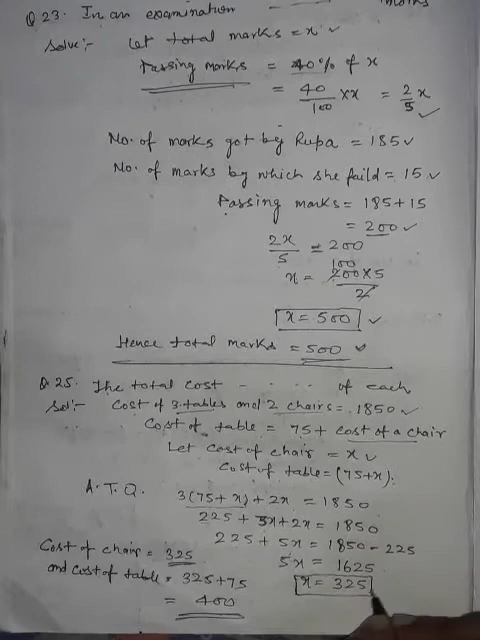 Q 23. In an examination - - - marks
Solve:- Let total marks = x ✓
Passing marks = 40% of x
= 40/100 × x = 2/5 x ✓
No. of marks got by Rupa = 185 ✓
No. of marks by which she faild = 15 ✓
Passing marks = 185 + 15
= 200 ✓
2x/5 = 200
100
x = 200×5/2
x = 500 ✓
Hence total marks = 500 ✓
Q. 25. The total cost - . . . . of each
Sol:- Cost of 3 tables and 2 chairs = 1850 ✓
Cost of table = 75 + cost of a chair
Let cost of chair = x ✓
Cost of table = (75+x).
A. T. Q. 3(75 + x) + 2x = 1850
225 + 3x + 2x = 1850
225 + 5x = 1850 - 225
5x = 1625
x = 325
Cost of chair = 325
and cost of table = 325+75
= 400